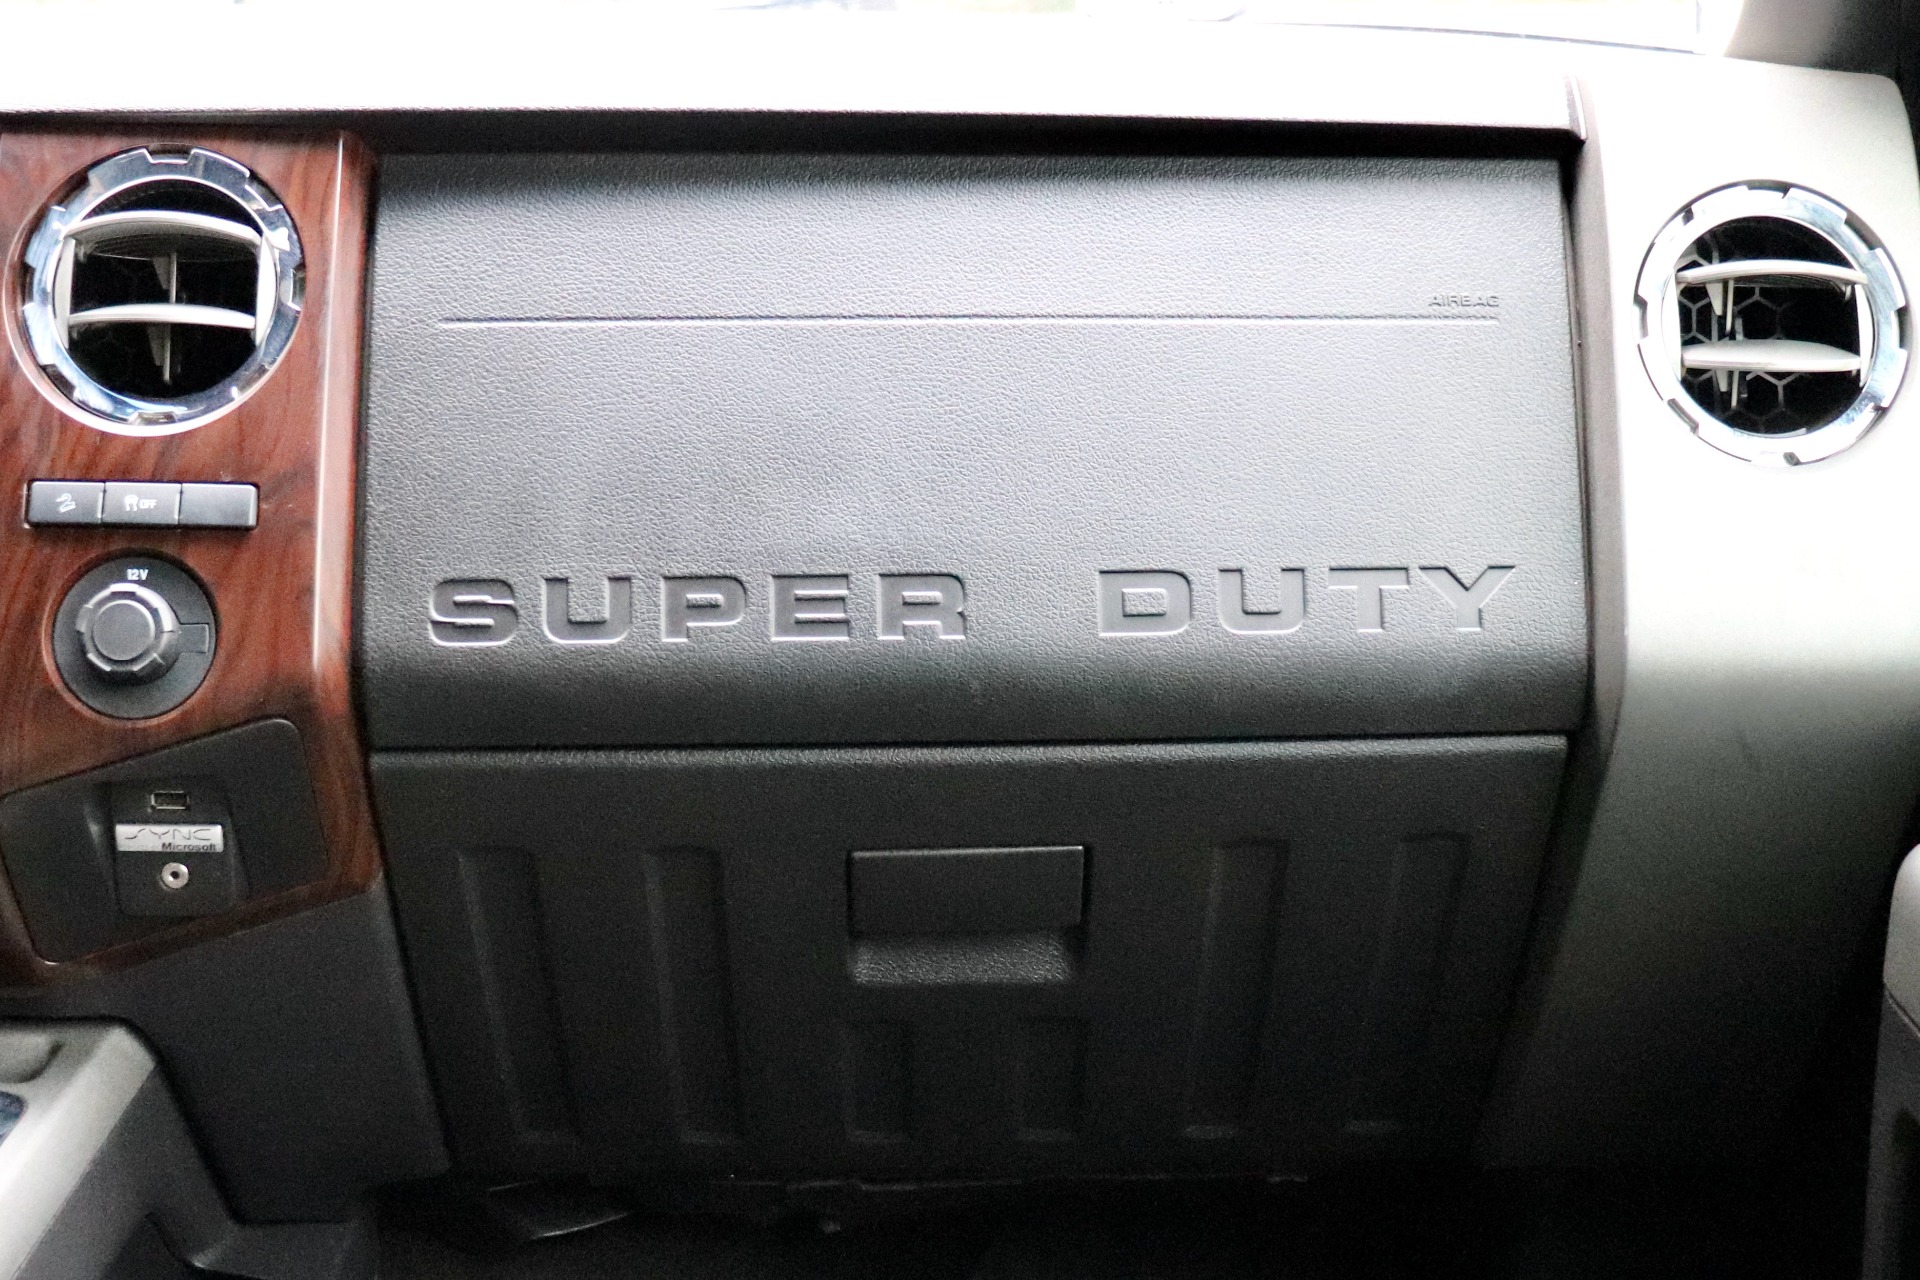 AIRBAG
OFF
12V
SUPER DUTY
SYNC
Microsoft